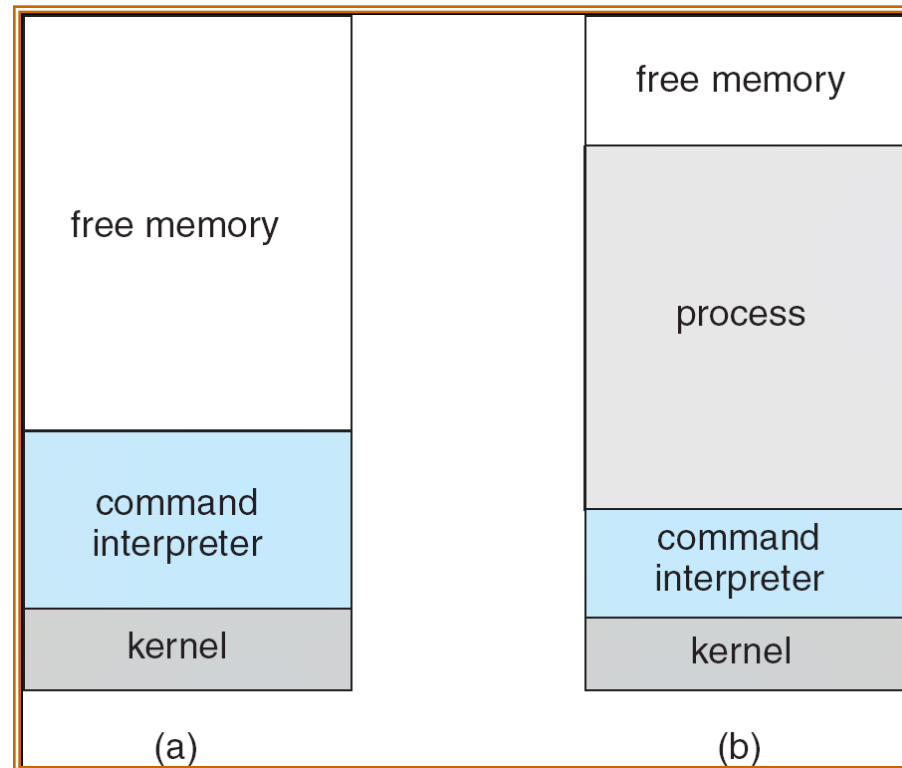 free memory
command
interpreter
kernel
(a)
free memory
process
command
interpreter
kernel
(b)